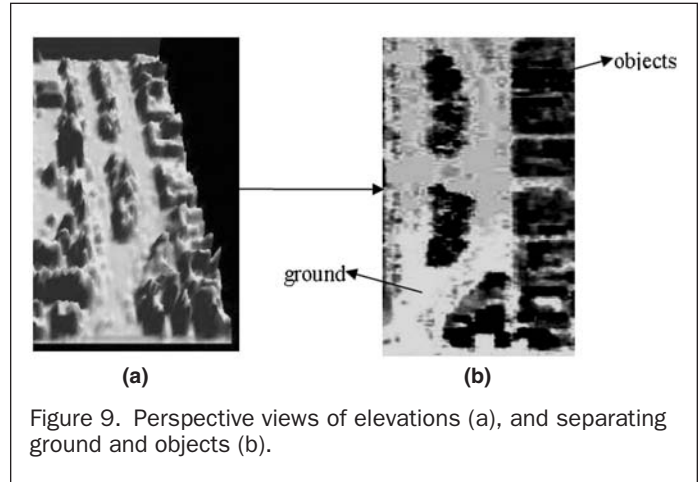 objects
ground
(a)
(b)
Figure 9. Perspective views of elevations (a), and separating
ground and objects (b).